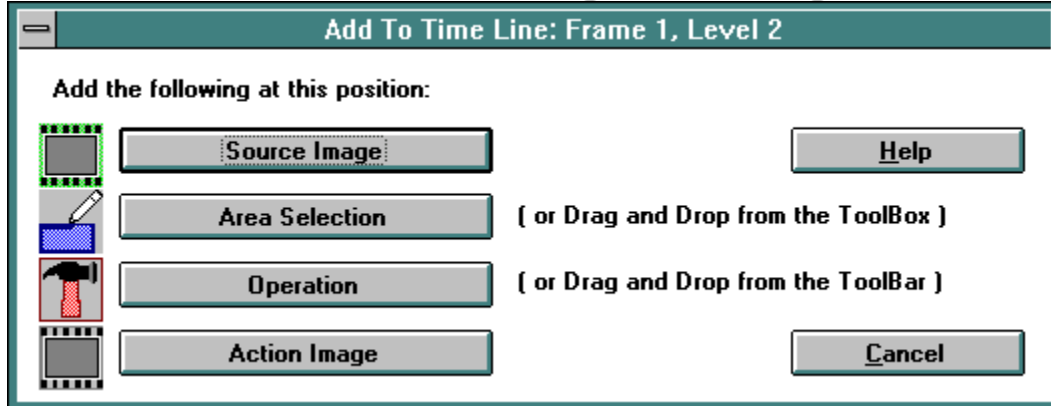 Add To Time Line: Frame 1, Level 2
Add the following at this position:
Source Image
Help
Area Selection
( or Drag and Drop from the ToolBox )
Operation
( or Drag and Drop from the ToolBar )
Action Image
Cancel